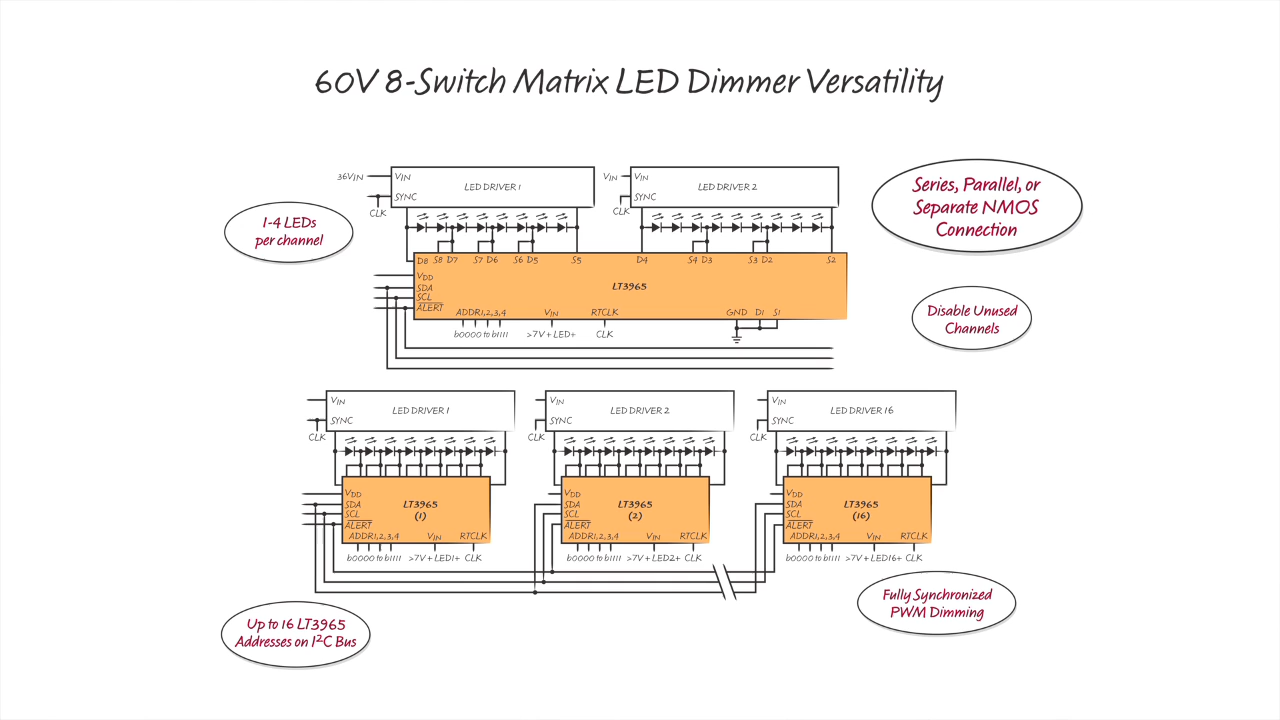 60V 8-Switch Matrix LED Dimmer Versatility
36VIN
VIN
SYNC
CLK
LED DRIVER 1
VIN
VIN
SYNC
CLK
LED DRIVER 2
Series, Parallel, or
Separate NMOS
Connection
1-4 LEDs
per channel
D8 S8 D7 S7 D6 S6 D5 S5 D4 S4 D3 S3 D2 S2
VDD
SDA
SCL
ALERT
LT3965
ADDR1,2,3,4 VIN RTCLK GND D1 S1
b0000 to b1111 >7V+LED+ CLK
Disable Unused
Channels
VIN
SYNC
CLK
LED DRIVER 1
VIN
SYNC
CLK
LED DRIVER 2
VIN
SYNC
CLK
LED DRIVER 16
VDD
SDA
SCL
ALERT
LT3965
(1)
ADDR1,2,3,4 VIN RTCLK
b0000 to b1111 >7V+LED1+ CLK
VDD
SDA
SCL
ALERT
LT3965
(2)
ADDR1,2,3,4 VIN RTCLK
b0000 to b1111 >7V+LED2+ CLK
VDD
SDA
SCL
ALERT
LT3965
(16)
ADDR1,2,3,4 VIN RTCLK
b0000 to b1111 >7V+LED16+ CLK
Up to 16 LT3965
Addresses on I²C Bus
Fully Synchronized
PWM Dimming